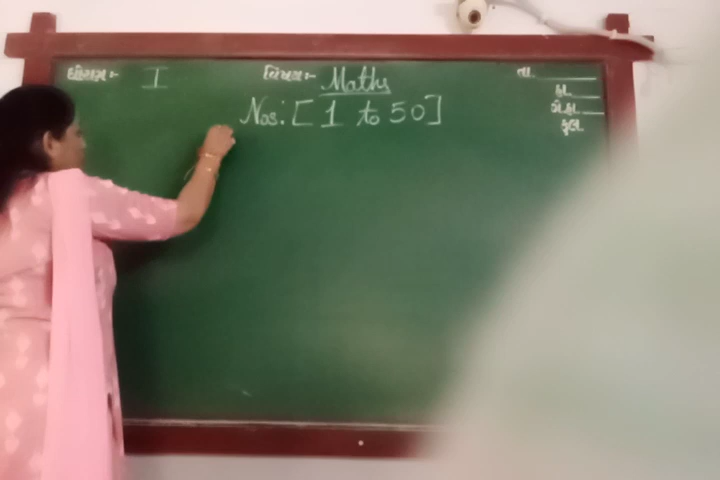 ધોરણ :- I વિષય :- Maths તા.
Nos: [ 1 to 50 ] હા.
ગે.હા.
કુલ